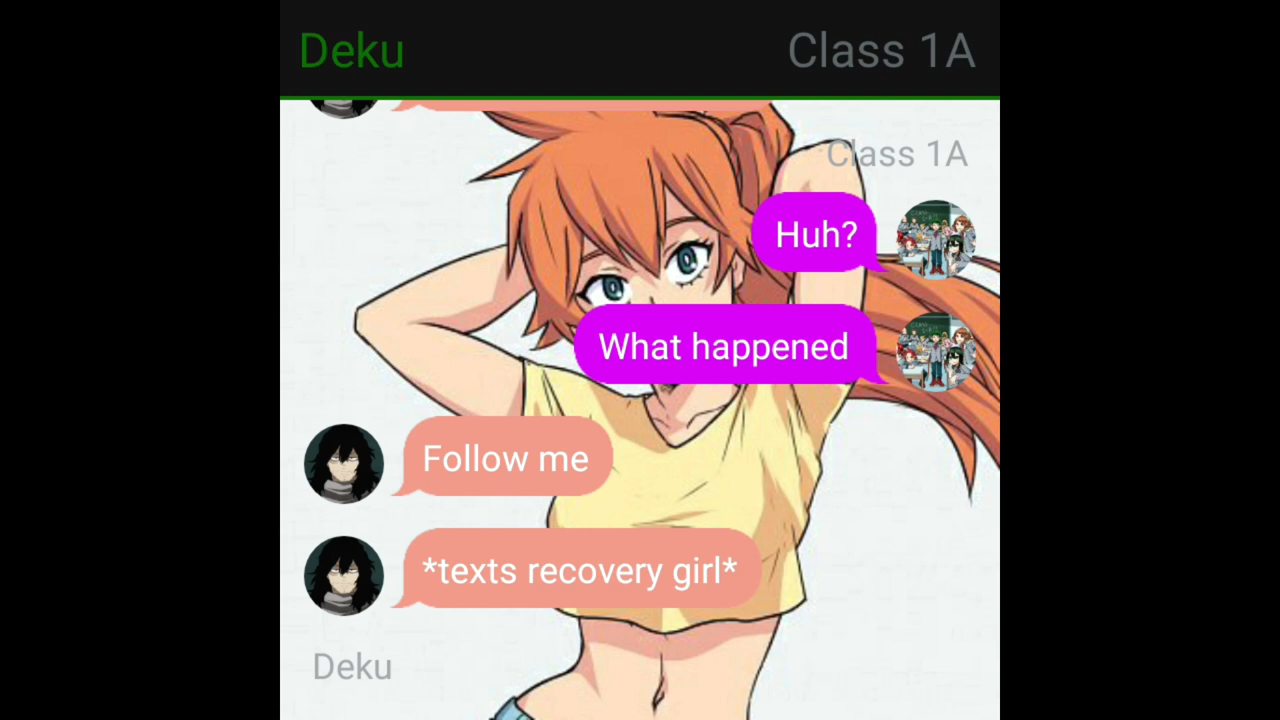 Deku
Class 1A
Class 1A
Huh?
What happened
Follow me
*texts recovery girl*
Deku